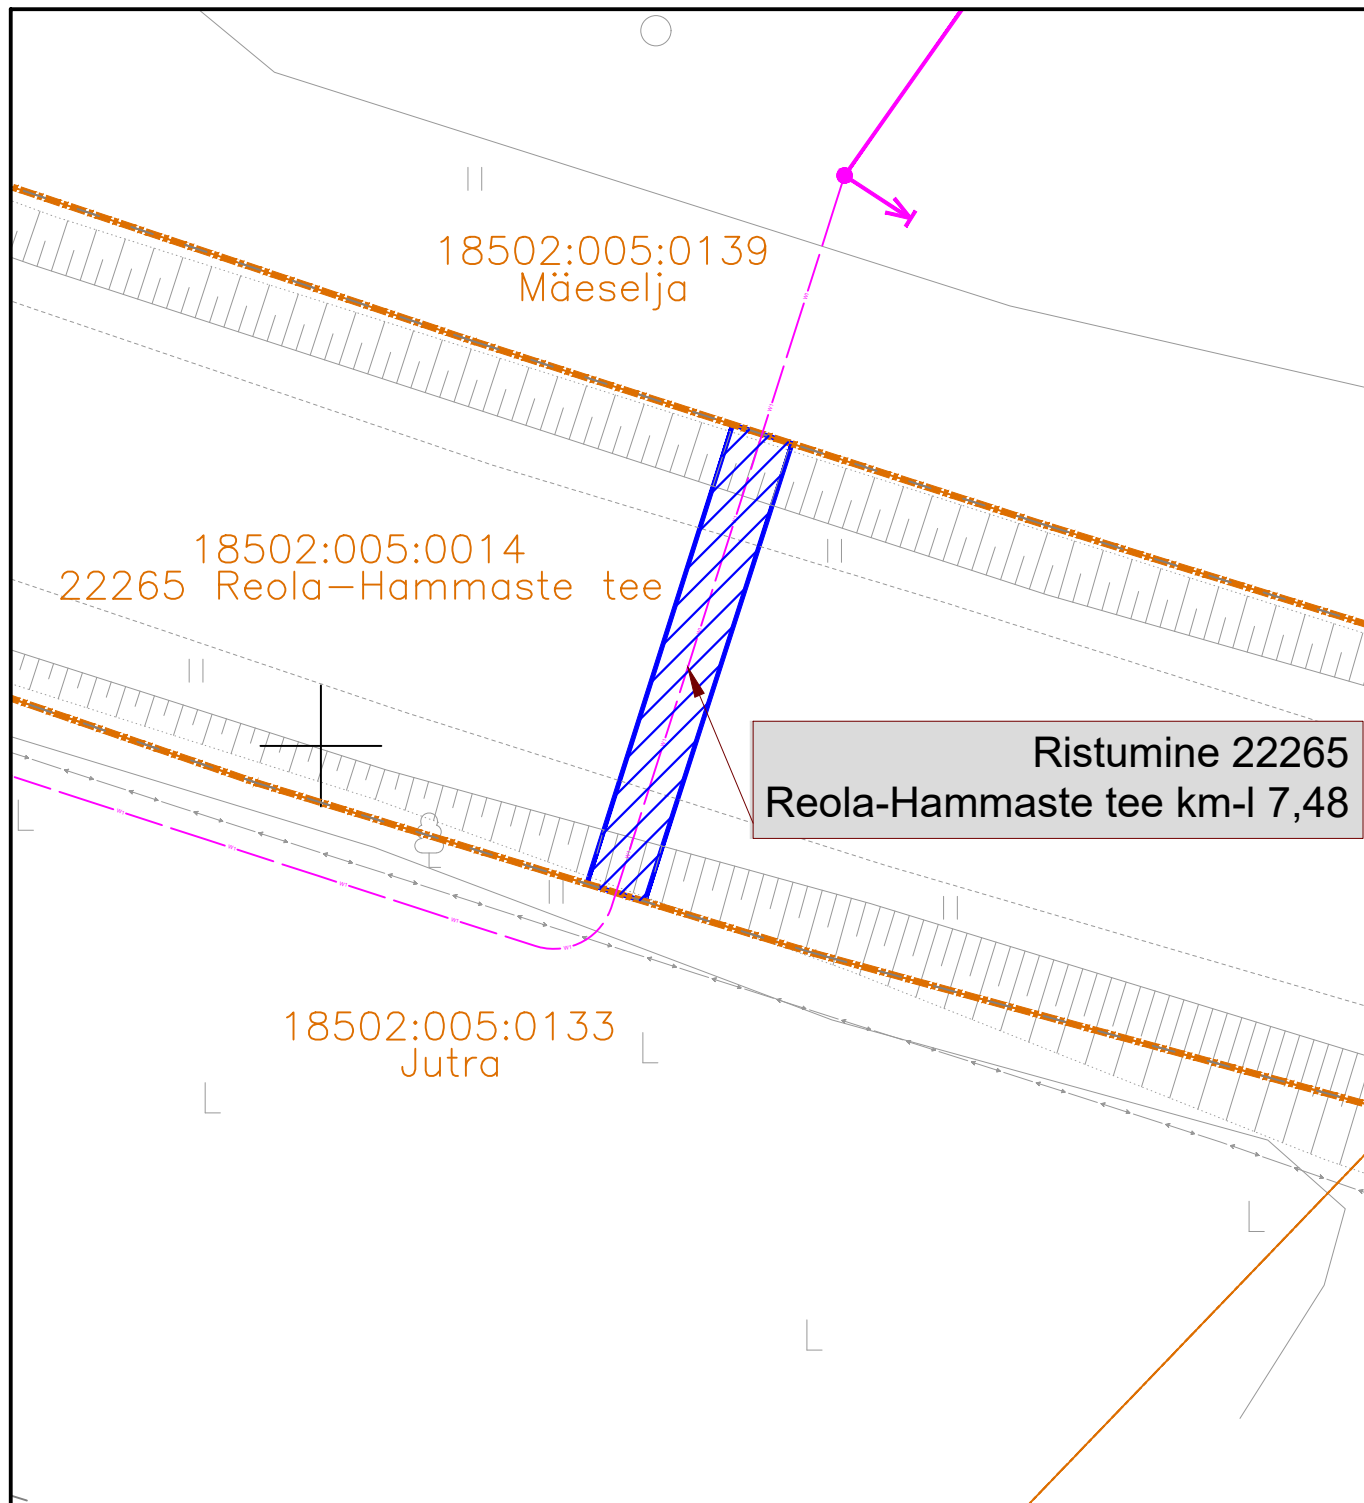 18502:005:0139
Mäeselja
18502:005:0014
22265 Reola-Hammaste tee
Ristumine 22265
Reola-Hammaste tee km-l 7,48
18502:005:0133
Jutra